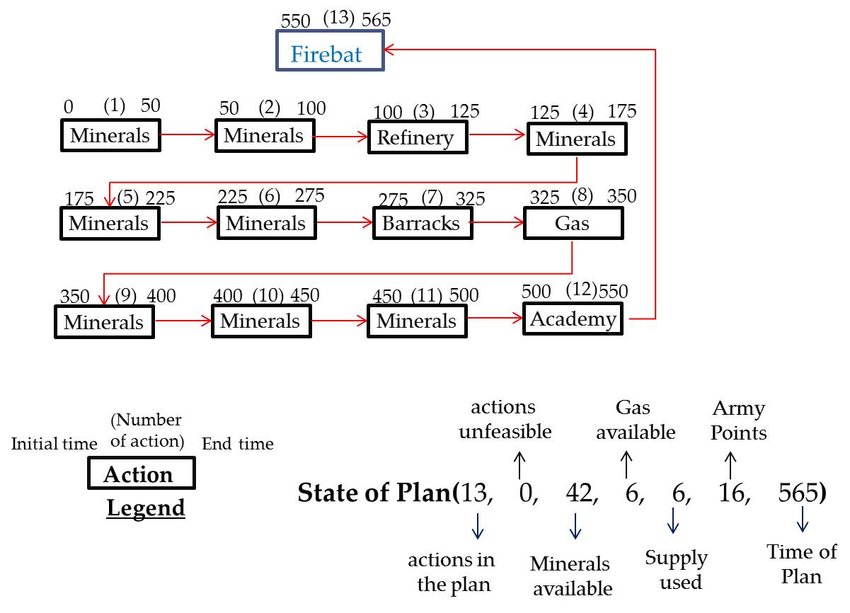 550 (13) 565
Firebat
0 (1) 50 50 (2) 100 100 (3) 125 125 (4) 175
Minerals Minerals Refinery Minerals
175 (5) 225 225 (6) 275 275 (7) 325 325 (8) 350
Minerals Minerals Barracks Gas
350 (9) 400 400 (10) 450 450 (11) 500 500 (12) 550
Minerals Minerals Minerals Academy
(Number
of action)
Initial time End time
Action
Legend
actions
unfeasible
Gas
available
Army
Points
State of Plan(13, 0, 42, 6, 6, 16, 565)
actions in
the plan
Minerals
available
Supply
used
Time of
Plan